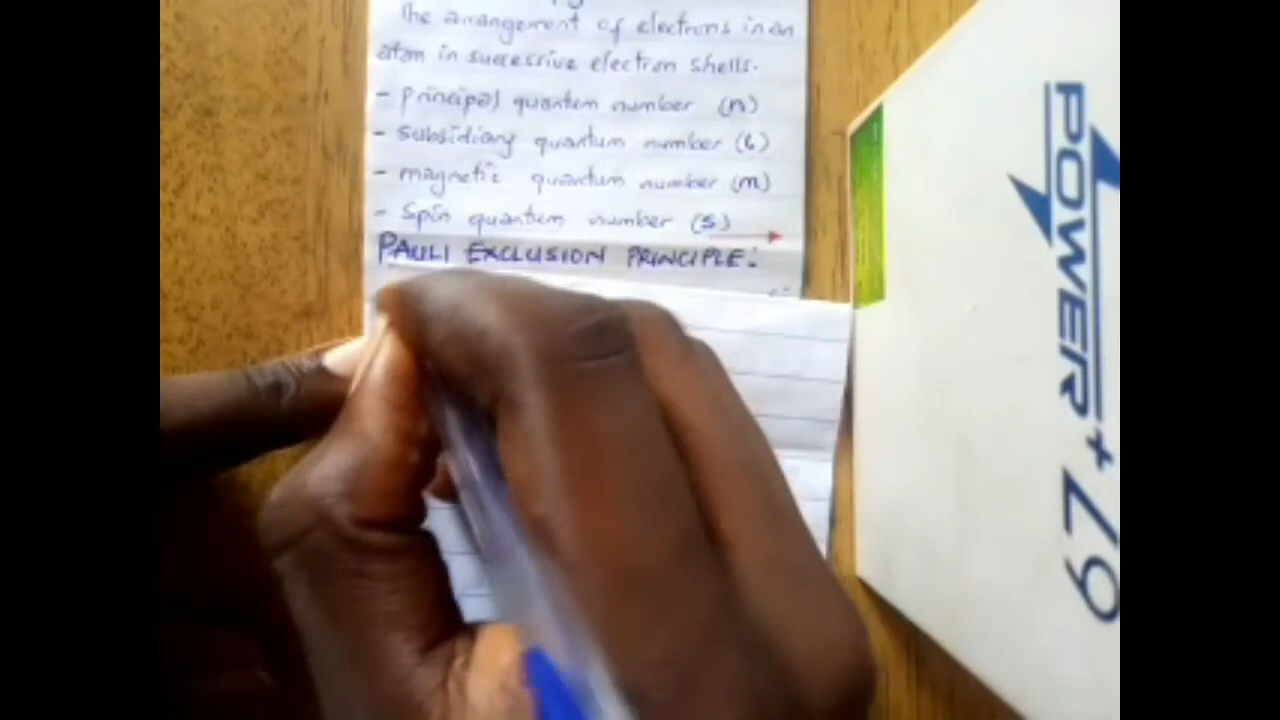 The arrangement of electrons in an
atom in successive electron shells.
- Principal quantum number (n)
- subsidiary quantum number (l)
- magnetic quantum number (m)
- Spin quantum number (s)
PAULI EXCLUSION PRINCIPLE:
POWER+ L9